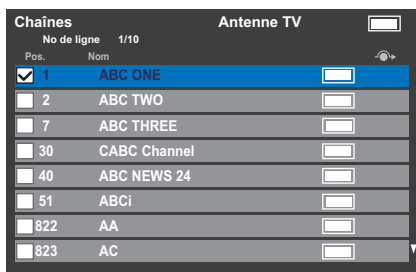 Chaînes Antenne TV
No de ligne 1/10
Pos. Nom
1 ABC ONE
2 ABC TWO
7 ABC THREE
30 CABC Channel
40 ABC NEWS 24
51 ABCi
822 AA
823 AC